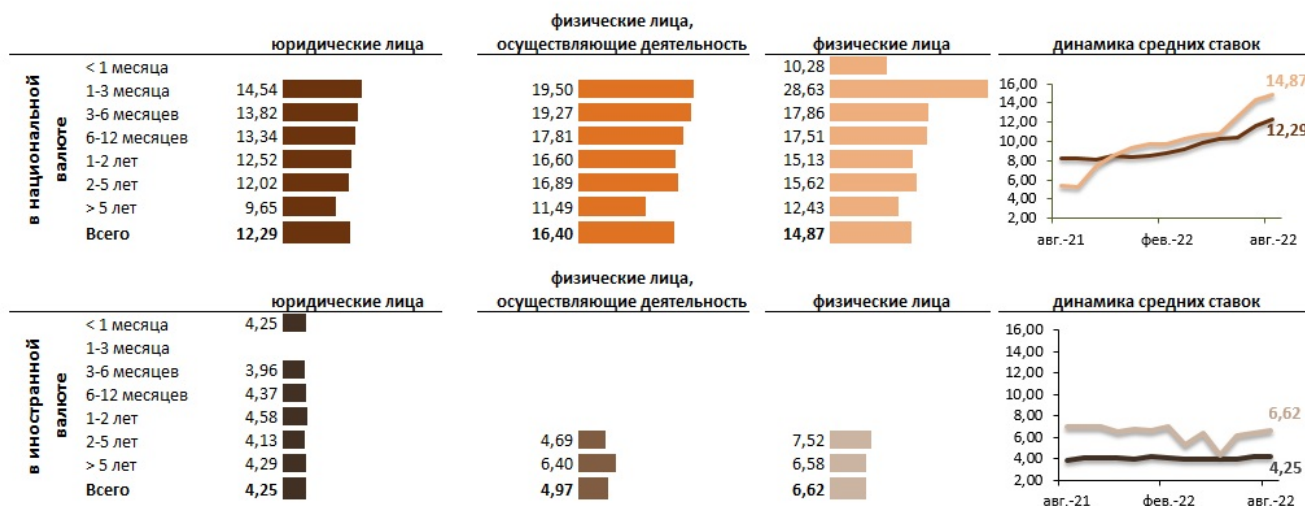 физические лица,
юридические лица осуществляющие деятельность физические лица динамика средних ставок
в национальной валюте
< 1 месяца 10,28
1-3 месяца 14,54 19,50 28,63
3-6 месяцев 13,82 19,27 17,86
6-12 месяцев 13,34 17,81 17,51
1-2 лет 12,52 16,60 15,13
2-5 лет 12,02 16,89 15,62
> 5 лет 9,65 11,49 12,43
Всего 12,29 16,40 14,87
16,00
14,00
12,00
10,00
8,00
6,00
4,00
2,00
14,87
12,29
авг.-21 фев.-22 авг.-22
физические лица,
юридические лица осуществляющие деятельность физические лица динамика средних ставок
в иностранной валюте
< 1 месяца 4,25
1-3 месяца
3-6 месяцев 3,96
6-12 месяцев 4,37
1-2 лет 4,58
2-5 лет 4,13 4,69 7,52
> 5 лет 4,29 6,40 6,58
Всего 4,25 4,97 6,62
16,00
14,00
12,00
10,00
8,00
6,00
4,00
2,00
6,62
4,25
авг.-21 фев.-22 авг.-22